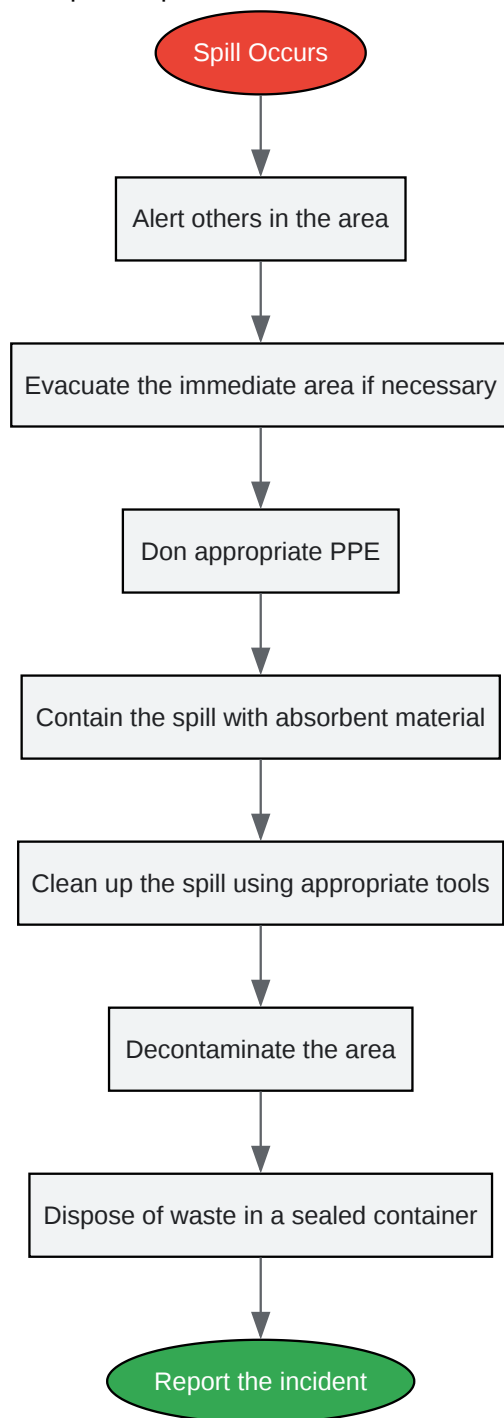 Spill Occurs
Alert others in the area
Evacuate the immediate area if necessary
Don appropriate PPE
Contain the spill with absorbent material
Clean up the spill using appropriate tools
Decontaminate the area
Dispose of waste in a sealed container
Report the incident